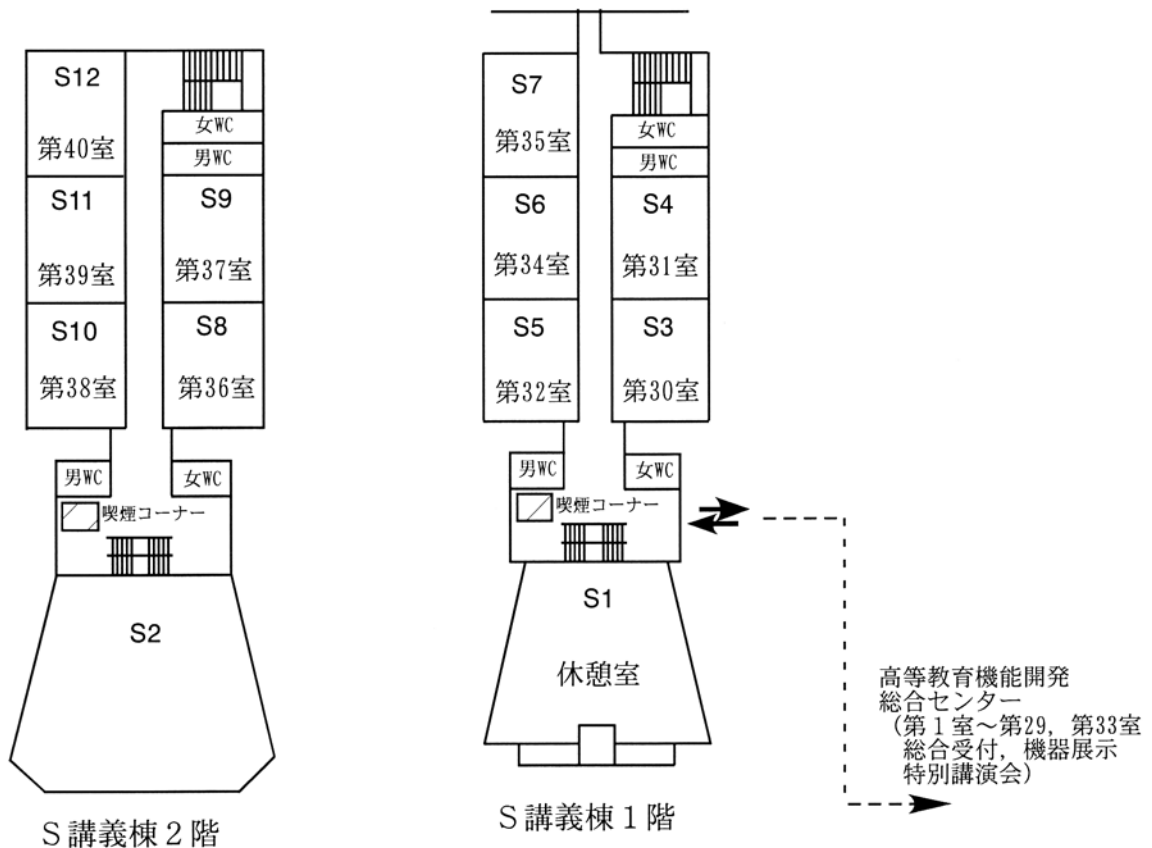 S12
第40室
女WC
男WC
S11
第39室
S9
第37室
S10
第38室
S8
第36室
男WC
女WC
喫煙コーナー
S2
S講義棟2階
S7
第35室
女WC
男WC
S6
第34室
S4
第31室
S5
第32室
S3
第30室
男WC
女WC
喫煙コーナー
S1
休憩室
S講義棟1階
高等教育機能開発
総合センター
(第1室~第29, 第33室
総合受付, 機器展示
特別講演会)